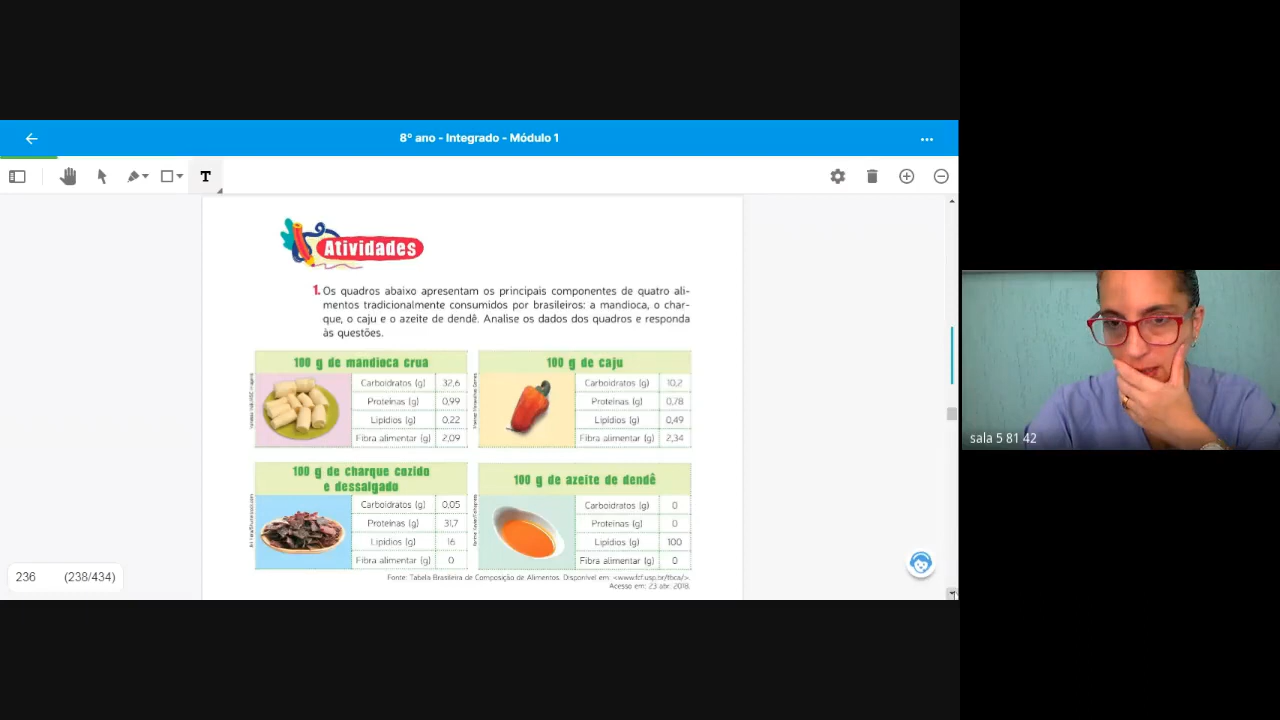 8º ano - Integrado - Módulo 1
T
Atividades
1. Os quadros abaixo apresentam os principais componentes de quatro ali-
mentos tradicionalmente consumidos por brasileiros: a mandioca, o char-
que, o caju e o azeite de dendê. Analise os dados dos quadros e responda
às questões.
100 g de mandioca crua
Carboidratos (g) 32,6
Proteínas (g) 0,99
Lipídios (g) 0,22
Fibra alimentar (g) 2,09
100 g de caju
Carboidratos (g) 10,2
Proteínas (g) 0,78
Lipídios (g) 0,49
Fibra alimentar (g) 2,34
100 g de charque cozido
e dessalgado
Carboidratos (g) 0,05
Proteínas (g) 31,7
Lipídios (g) 16
Fibra alimentar (g) 0
100 g de azeite de dendê
Carboidratos (g) 0
Proteínas (g) 0
Lipídios (g) 100
Fibra alimentar (g) 0
Fonte: Tabela Brasileira de Composição de Alimentos. Disponível em: <www.fcf.usp.br/tbca/>.
Acesso em: 23 abr. 2018.
236 (238/434)
sala 5 81 42